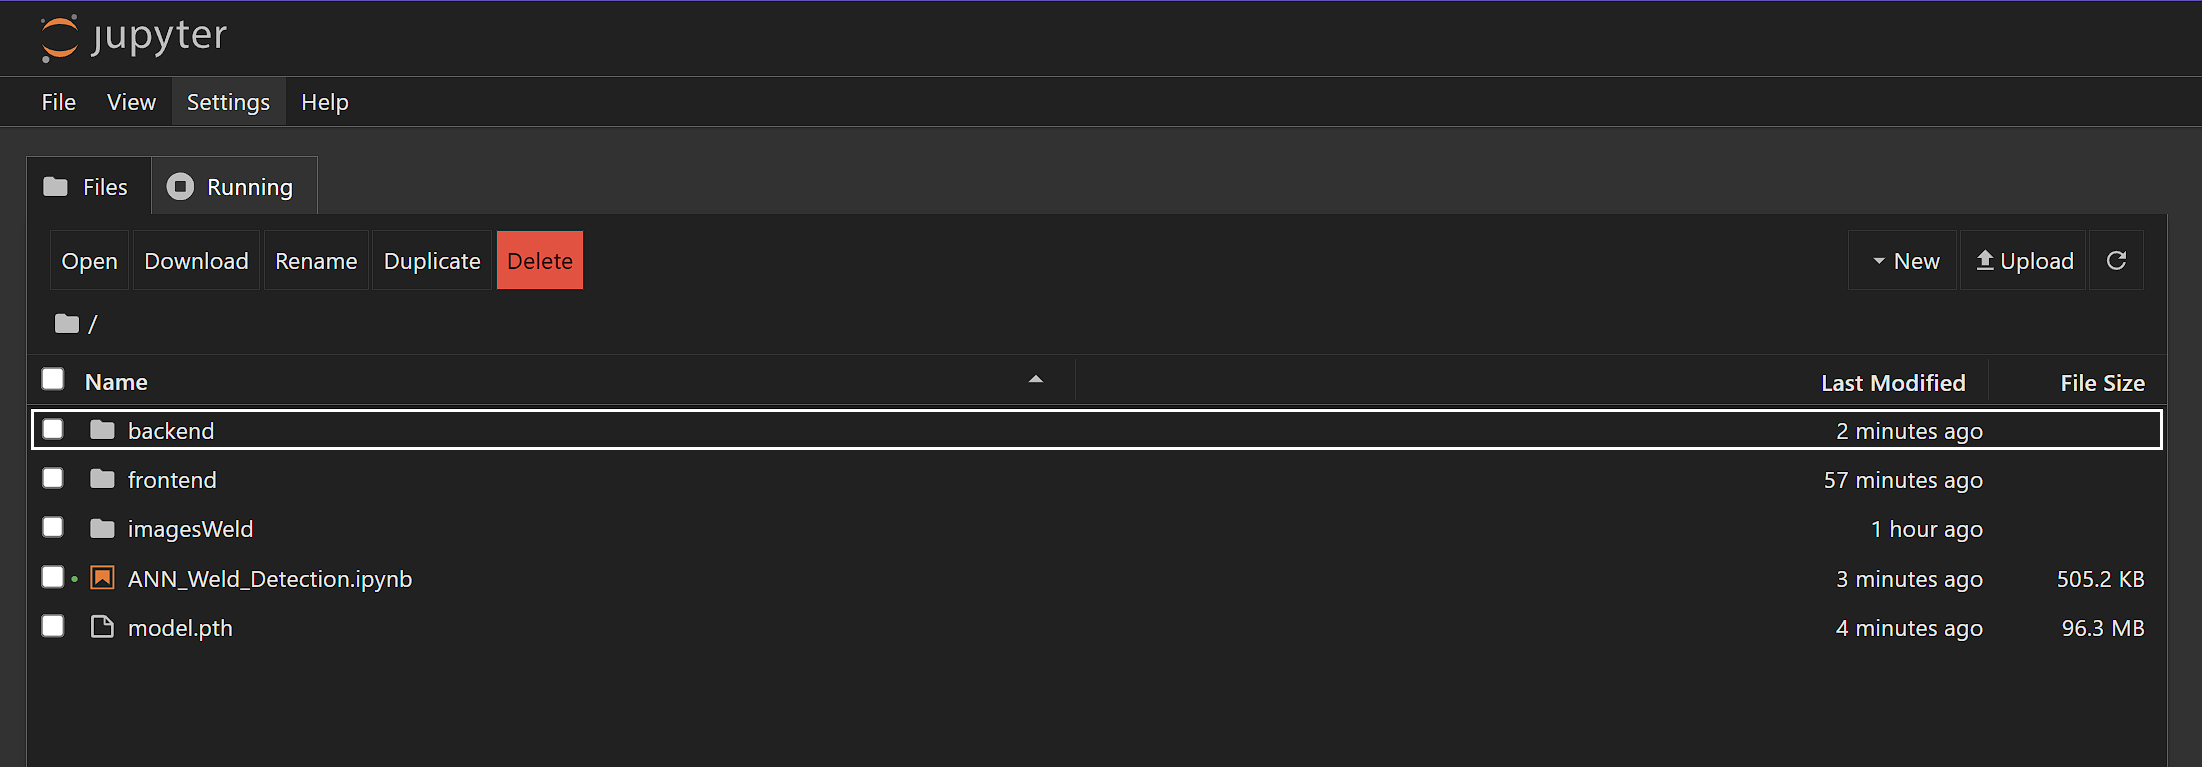 jupyter
File View Settings Help
Files Running
Open Download Rename Duplicate Delete New Upload
/
Name Last Modified File Size
backend 2 minutes ago
frontend 57 minutes ago
imagesWeld 1 hour ago
ANN_Weld_Detection.ipynb 3 minutes ago 505.2 KB
model.pth 4 minutes ago 96.3 MB